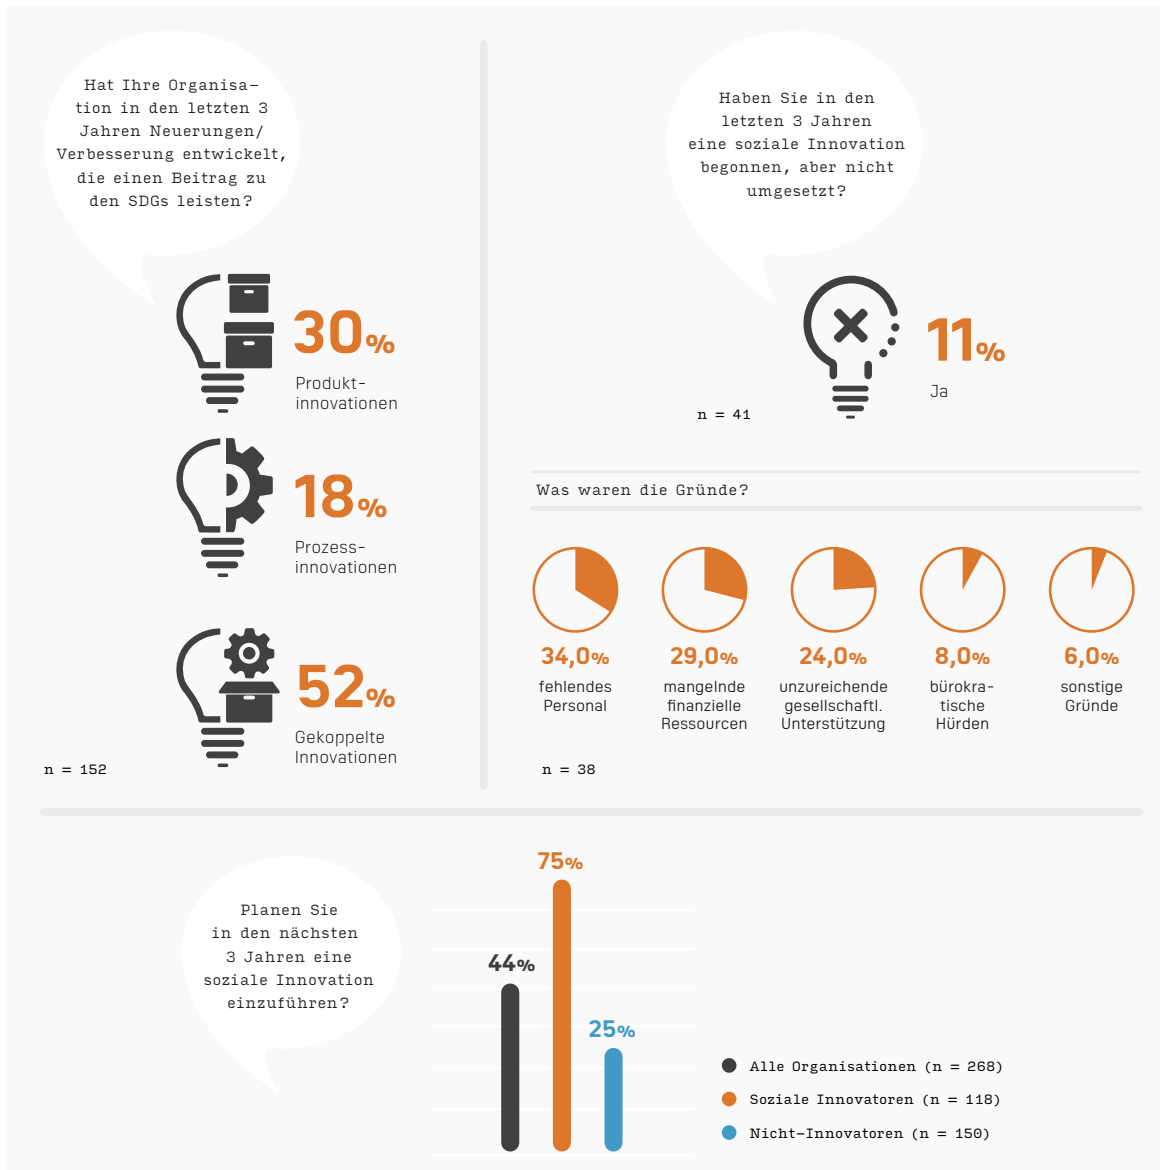 Hat Ihre Organisa-
tion in den letzten 3
Jahren Neuerungen/
Verbesserung entwickelt,
die einen Beitrag zu
den SDGs leisten?
30%
Produkt-
innovationen
18%
Prozess-
innovationen
52%
Gekoppelte
Innovationen
n = 152
Haben Sie in den
letzten 3 Jahren
eine soziale Innovation
begonnen, aber nicht
umgesetzt?
11%
Ja
n = 41
Was waren die Gründe?
34,0%
fehlendes
Personal
29,0%
mangelnde
finanzielle
Ressourcen
24,0%
unzureichende
gesellschaftl.
Unterstützung
8,0%
bürokra-
tische
Hürden
6,0%
sonstige
Gründe
n = 38
Planen Sie
in den nächsten
3 Jahren eine
soziale Innovation
einzuführen?
44%
75%
25%
Alle Organisationen (n = 268)
Soziale Innovatoren (n = 118)
Nicht-Innovatoren (n = 150)